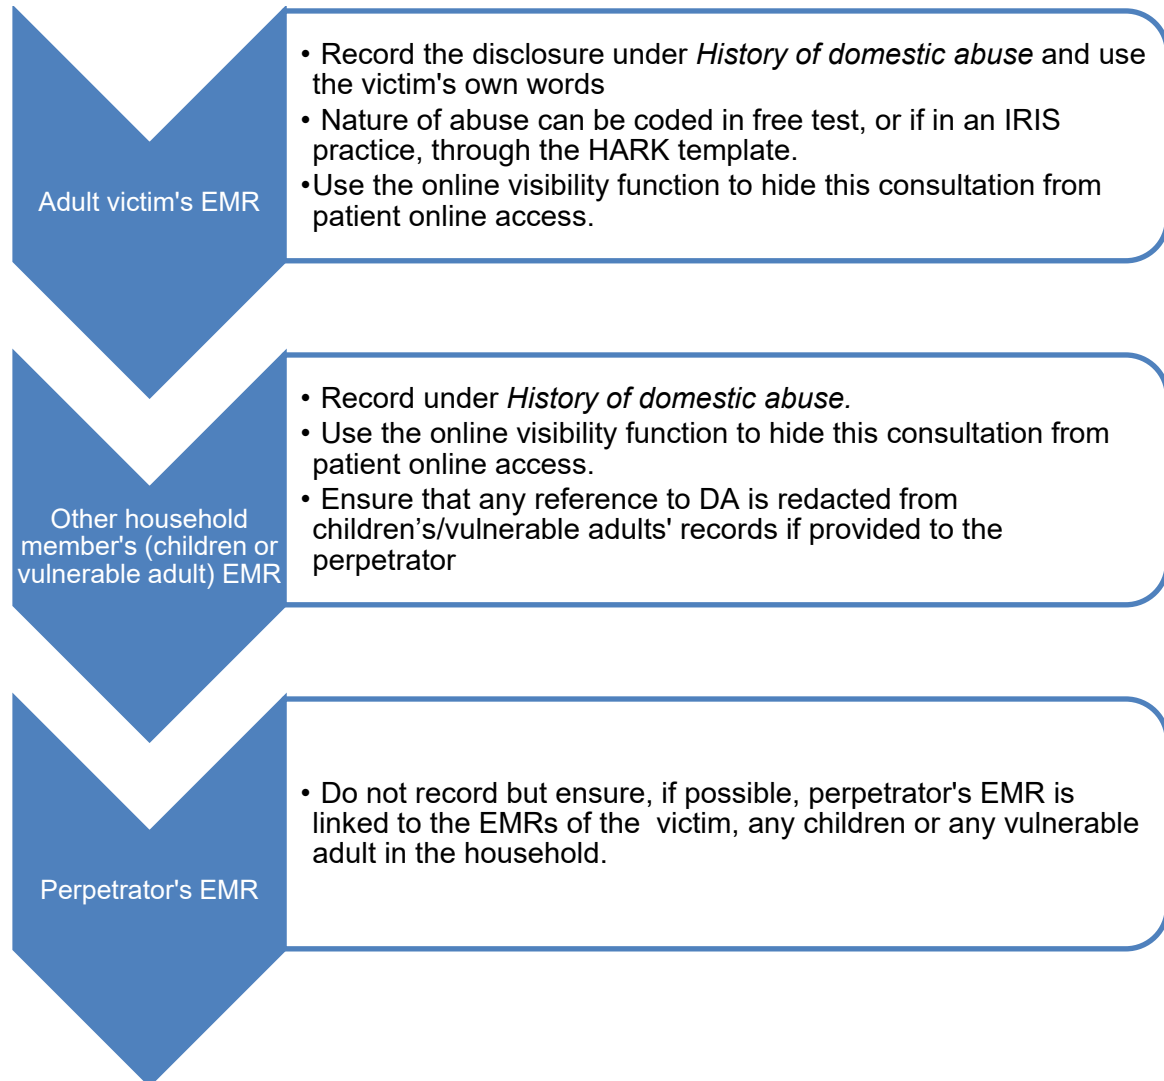 Adult victim's EMR
• Record the disclosure under History of domestic abuse and use
the victim's own words
• Nature of abuse can be coded in free test, or if in an IRIS
practice, through the HARK template.
•Use the online visibility function to hide this consultation from
patient online access.
Other household
member's (children or
vulnerable adult) EMR
• Record under History of domestic abuse.
• Use the online visibility function to hide this consultation from
patient online access.
• Ensure that any reference to DA is redacted from
children's/vulnerable adults' records if provided to the
perpetrator
Perpetrator's EMR
• Do not record but ensure, if possible, perpetrator's EMR is
linked to the EMRs of the victim, any children or any vulnerable
adult in the household.